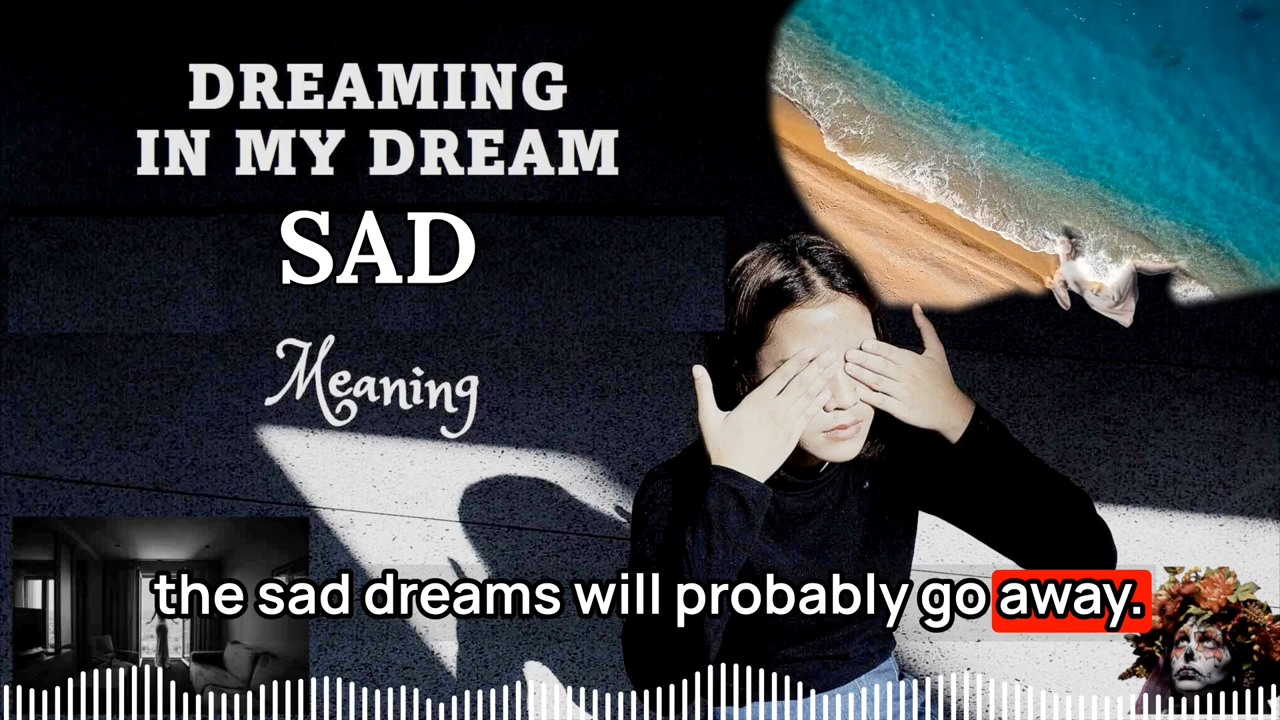 DREAMING
IN MY DREAM
SAD
Meaning
the sad dreams will probably go away.